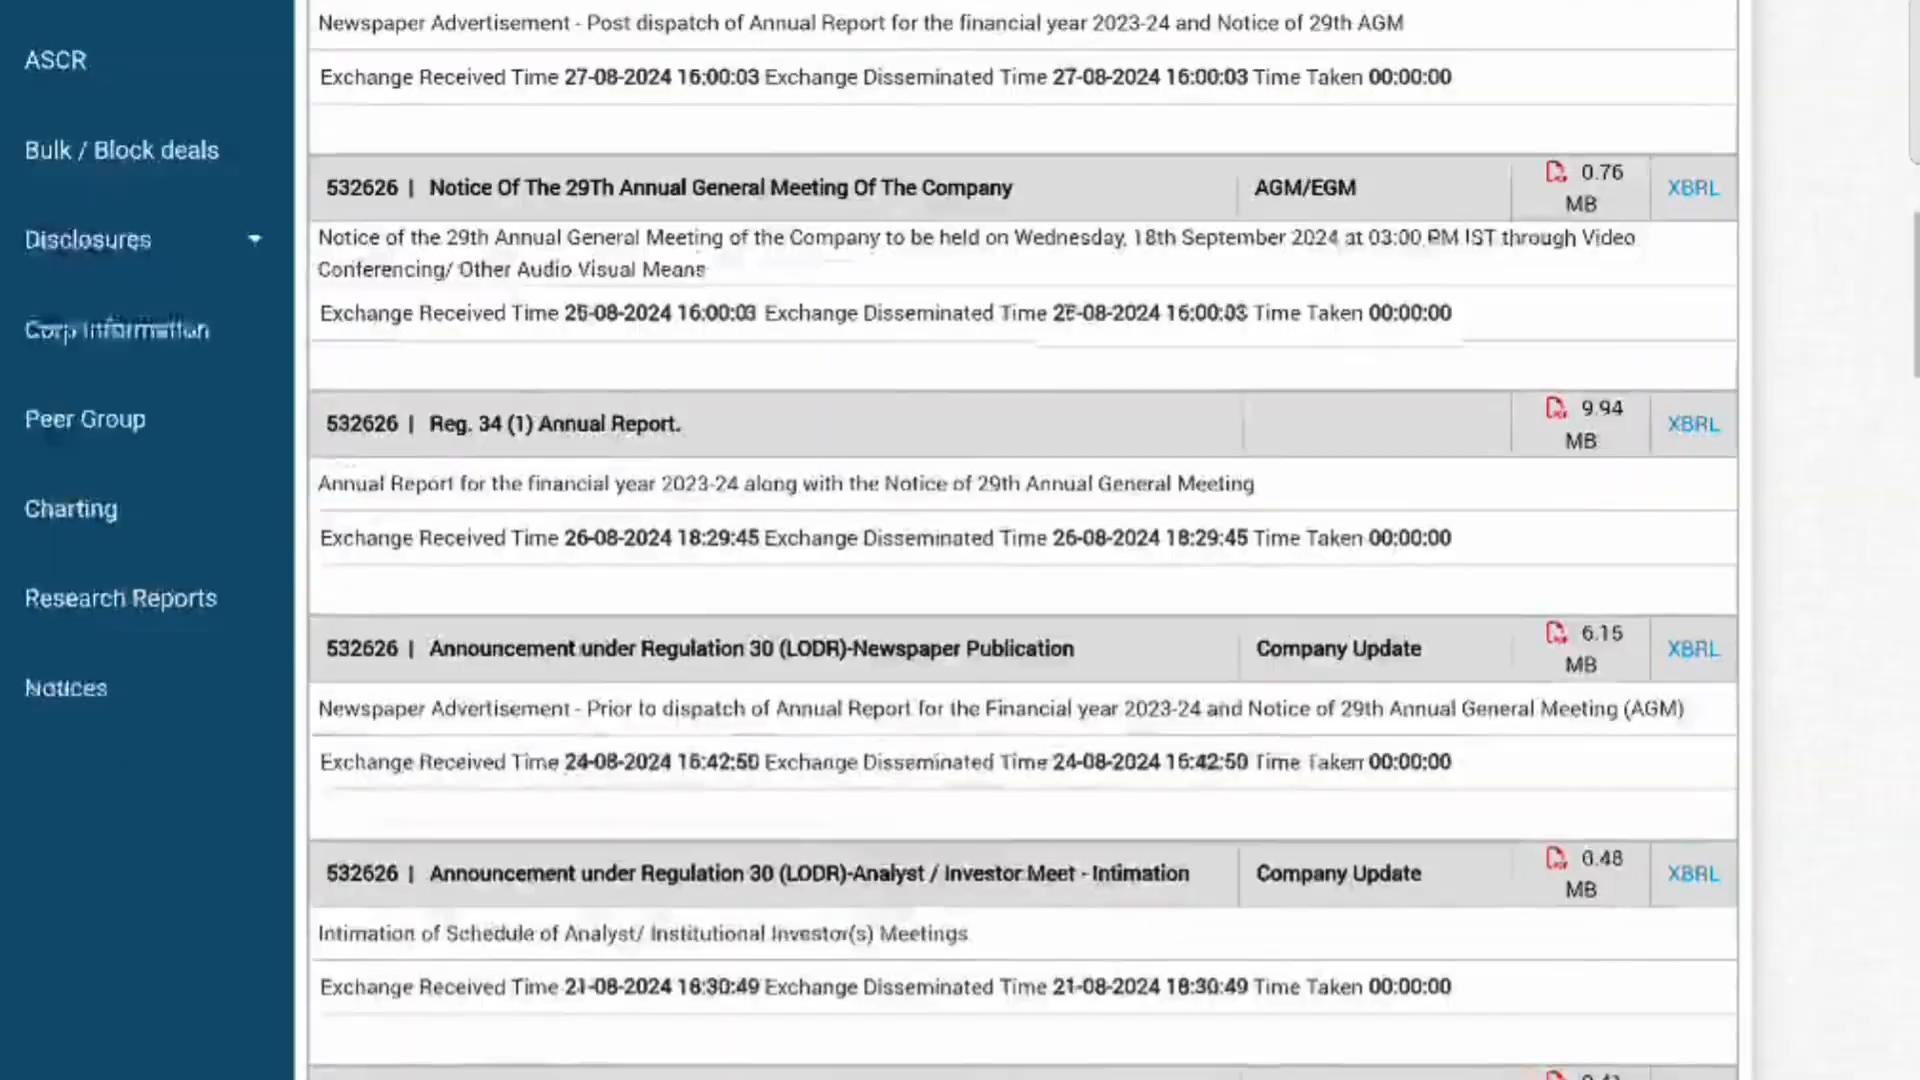 ASCR
Bulk / Block deals
Disclosures
Corp Information
Peer Group
Charting
Research Reports
Notices
Newspaper Advertisement - Post dispatch of Annual Report for the financial year 2023-24 and Notice of 29th AGM
Exchange Received Time 27-08-2024 16:00:03 Exchange Disseminated Time 27-08-2024 16:00:03 Time Taken 00:00:00
532626 | Notice Of The 29Th Annual General Meeting Of The Company AGM/EGM 0.76 MB XBRL
Notice of the 29th Annual General Meeting of the Company to be held on Wednesday, 18th September 2024 at 03:00 PM IST through Video
Conferencing/ Other Audio Visual Means
Exchange Received Time Exchange Disseminated Time Time Taken 00:00:00
532626 | Reg. 34 (1) Annual Report. 9.94 MB XBRL
Annual Report for the financial year 2023-24 along with the Notice of 29th Annual General Meeting
Exchange Received Time 26-08-2024 18:29:45 Exchange Disseminated Time 26-08-2024 18:29:45 Time Taken 00:00:00
532626 | Announcement under Regulation 30 (LODR)-Newspaper Publication Company Update 6.15 MB XBRL
Newspaper Advertisement - Prior to dispatch of Annual Report for the Financial year 2023-24 and Notice of 29th Annual General Meeting (AGM)
Exchange Received Time 24-08-2024 Exchange Disseminated Time 24-08-2024 Time Taken 00:00:00
532626 | Announcement under Regulation 30 (LODR)-Analyst / Investor Meet - Intimation Company Update 0.48 MB XBRL
Intimation of Schedule of Analyst/ Institutional Investor(s) Meetings
Exchange Received Time 21-08-2024 18:30:49 Exchange Disseminated Time 21-08-2024 18:30:49 Time Taken 00:00:00